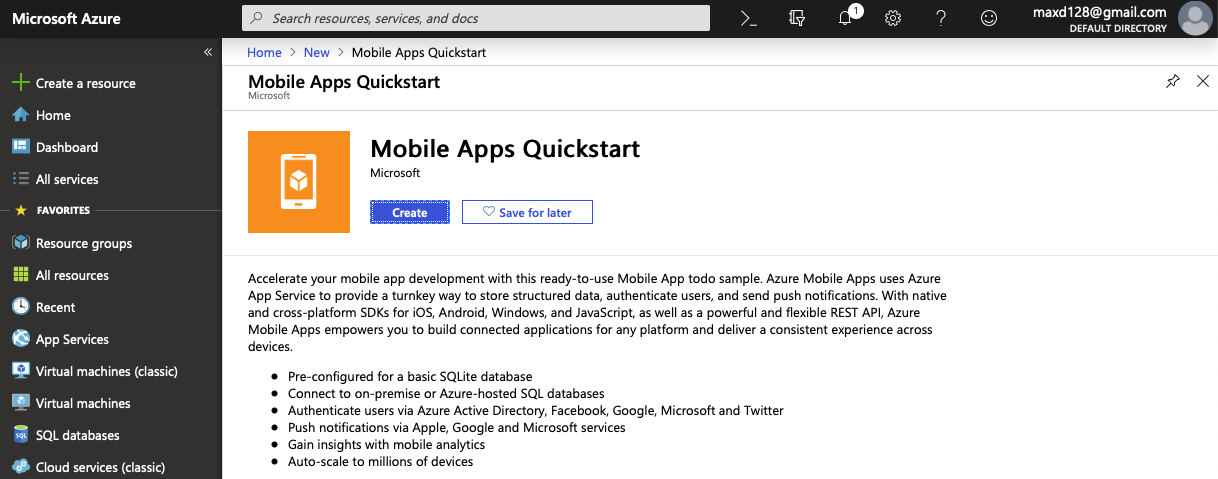 Microsoft Azure
Search resources, services, and docs
1
maxd128@gmail.com
DEFAULT DIRECTORY
«
Create a resource
Home
Dashboard
All services
FAVORITES
Resource groups
All resources
Recent
App Services
Virtual machines (classic)
Virtual machines
SQL
SQL databases
Cloud services (classic)
Home > New > Mobile Apps Quickstart
Mobile Apps Quickstart
Microsoft
Mobile Apps Quickstart
Microsoft
Create
Save for later
Accelerate your mobile app development with this ready-to-use Mobile App todo sample. Azure Mobile Apps uses Azure
App Service to provide a turnkey way to store structured data, authenticate users, and send push notifications. With native
and cross-platform SDKs for iOS, Android, Windows, and JavaScript, as well as a powerful and flexible REST API, Azure
Mobile Apps empowers you to build connected applications for any platform and deliver a consistent experience across
devices.
• Pre-configured for a basic SQLite database
• Connect to on-premise or Azure-hosted SQL databases
• Authenticate users via Azure Active Directory, Facebook, Google, Microsoft and Twitter
• Push notifications via Apple, Google and Microsoft services
• Gain insights with mobile analytics
• Auto-scale to millions of devices